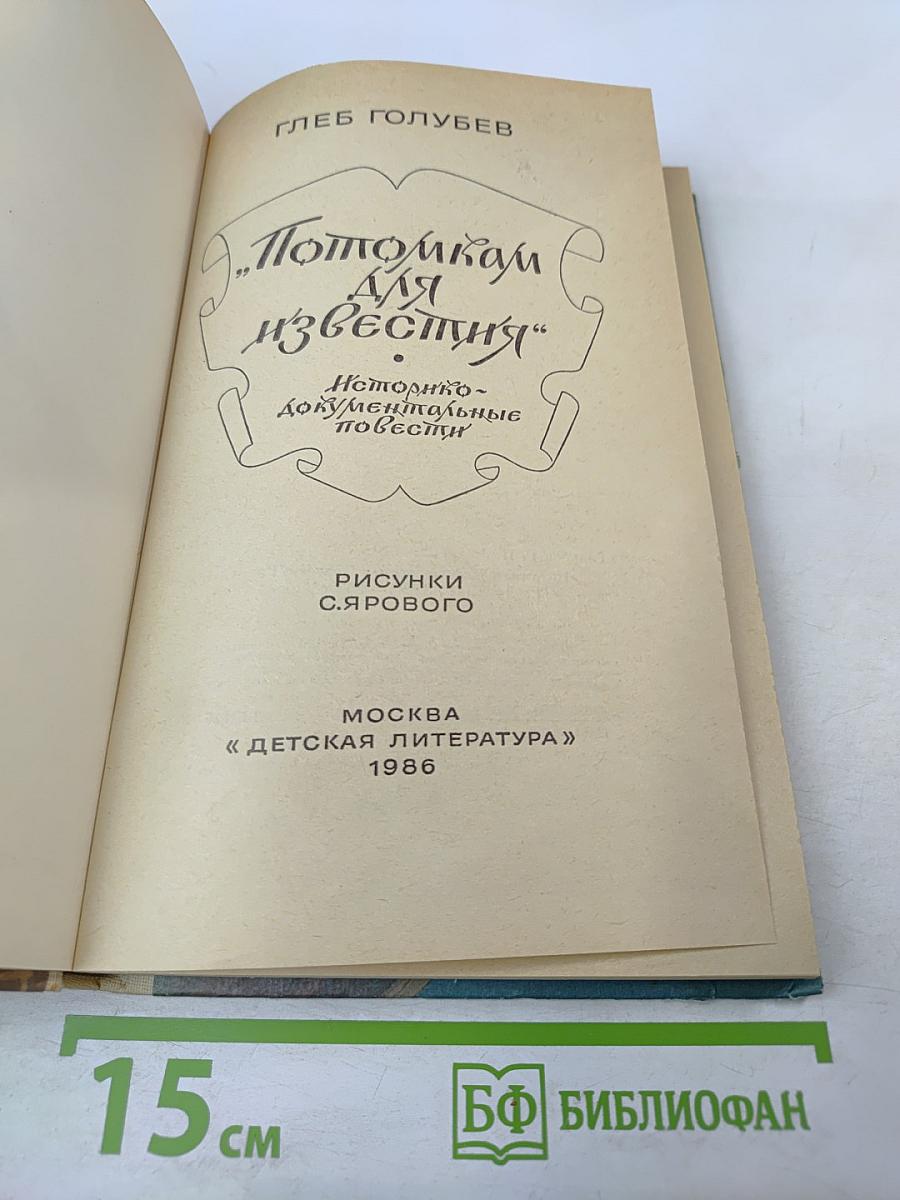 ГЛЕБ ГОЛУБЕВ
„Потомкам
для
известия“
•
Историко-
документальные
повести
РИСУНКИ
С.ЯРОВОГО
МОСКВА
«ДЕТСКАЯ ЛИТЕРАТУРА»
1986
15 см
БФ БИБЛИОФАН